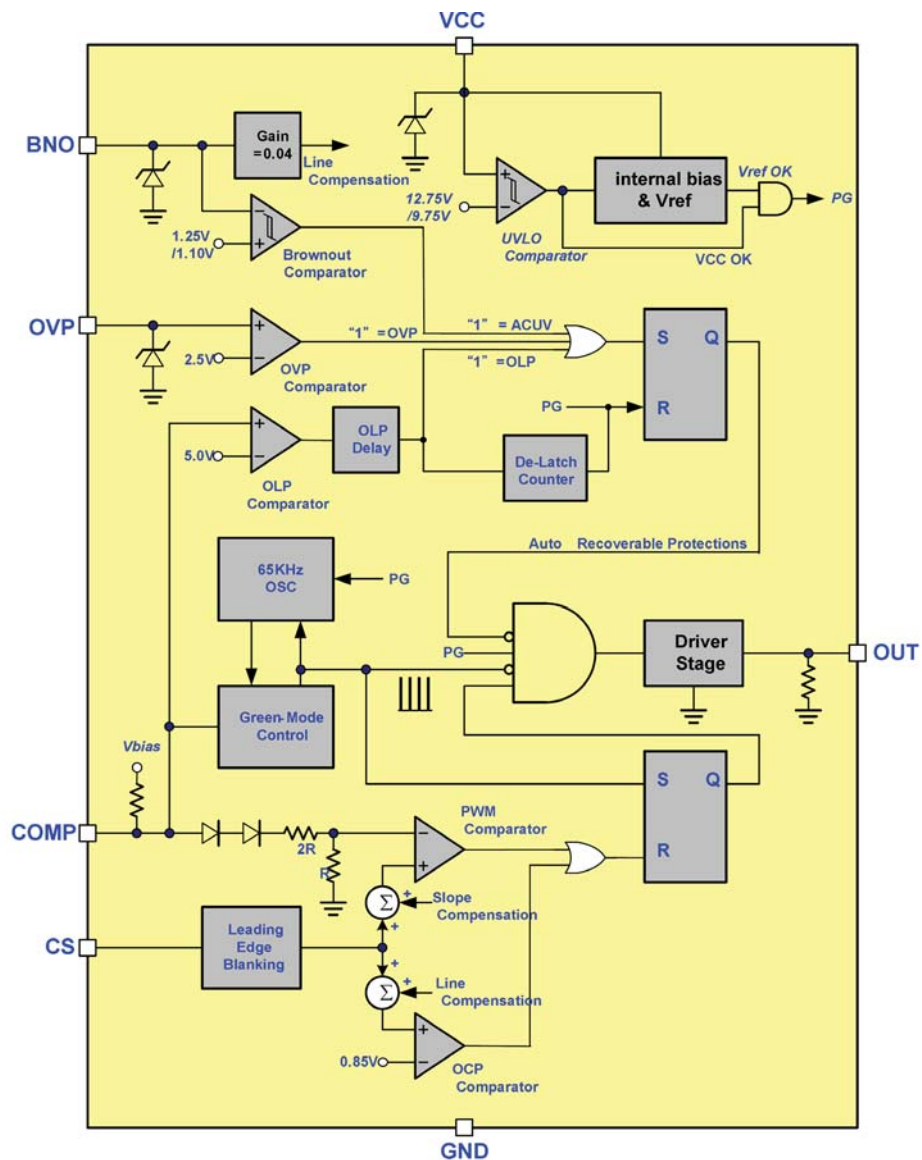 VCC
BNO
Gain
=0.04
Line
Compensation
12.75V
/9.75V
+
−
UVLO
Comparator
internal bias
& Vref
Vref OK
PG
VCC OK
1.25V
/1.10V
−
+
Brownout
Comparator
OVP
2.5V
+
−
OVP
Comparator
"1" =OVP
"1" = ACUV
"1" =OLP
S
Q
R
PG
5.0V
+
−
OLP
Comparator
OLP
Delay
De-Latch
Counter
Auto Recoverable Protections
65KHz
OSC
PG
PG
Driver
Stage
OUT
Green-Mode
Control
Vbias
COMP
2R
R
−
+
PWM
Comparator
S
Q
R
Σ
+
+
Slope
Compensation
CS
Leading
Edge
Blanking
+
Σ
+
Line
Compensation
0.85V
+
−
OCP
Comparator
GND